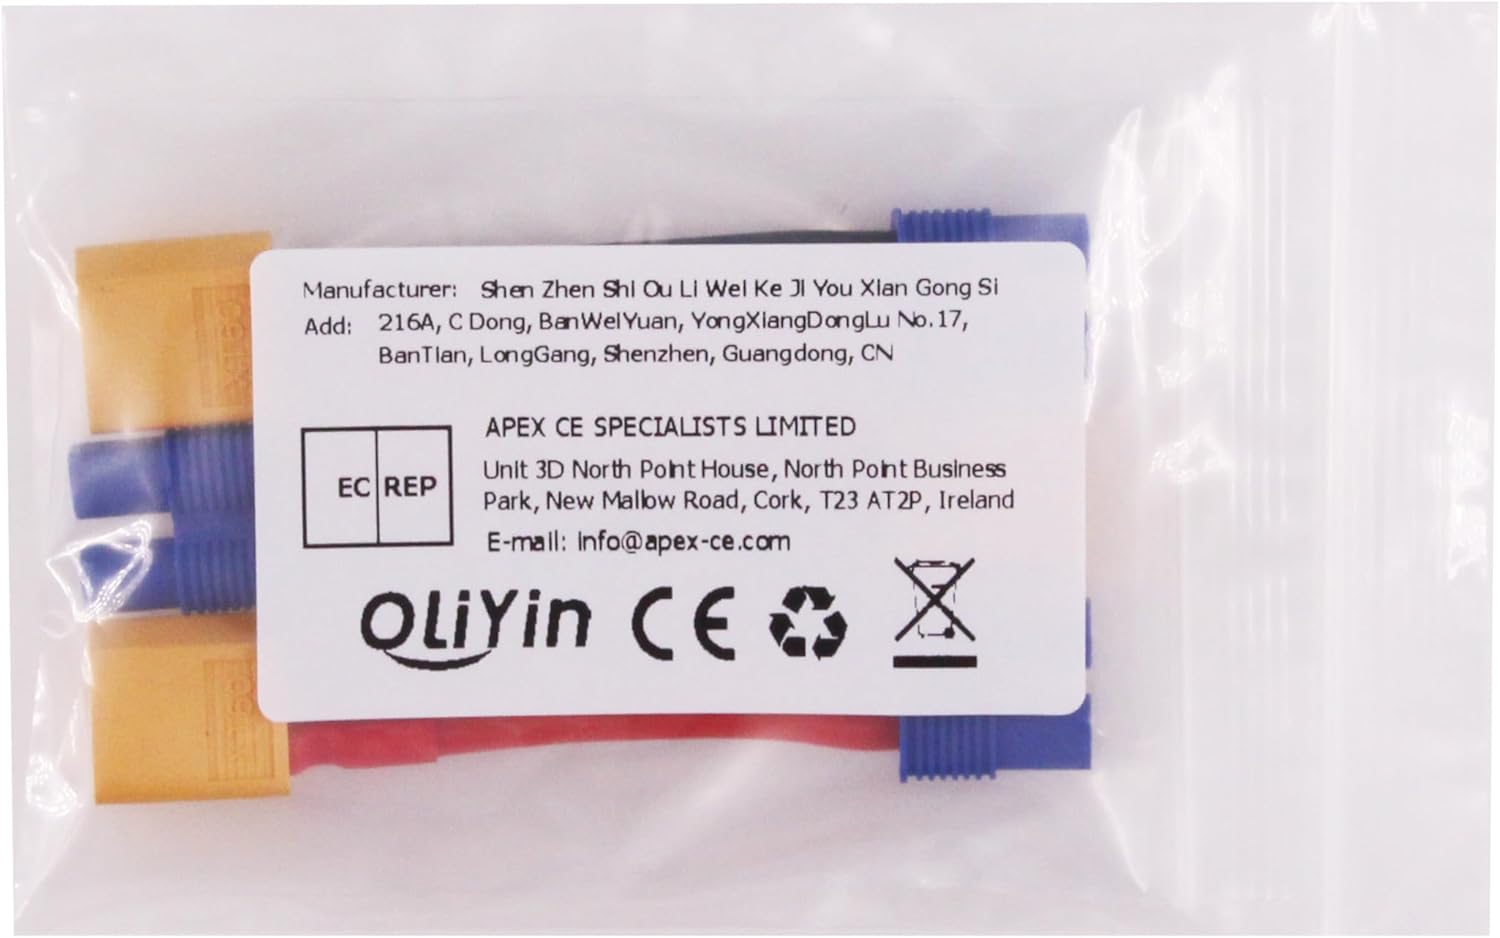 Manufacturer: Shen Zhen Shi Ou Li Wei Ke Ji You Xian Gong Si
Add: 216A, C Dong, BanWeiYuan, YongXiangDongLu No.17,
BanTian, LongGang, Shenzhen, Guangdong, CN
EC REP
APEX CE SPECIALISTS LIMITED
Unit 3D North Point House, North Point Business
Park, New Mallow Road, Cork, T23 AT2P, Ireland
E-mail: info@apex-ce.com
OLiYin CE
XT60